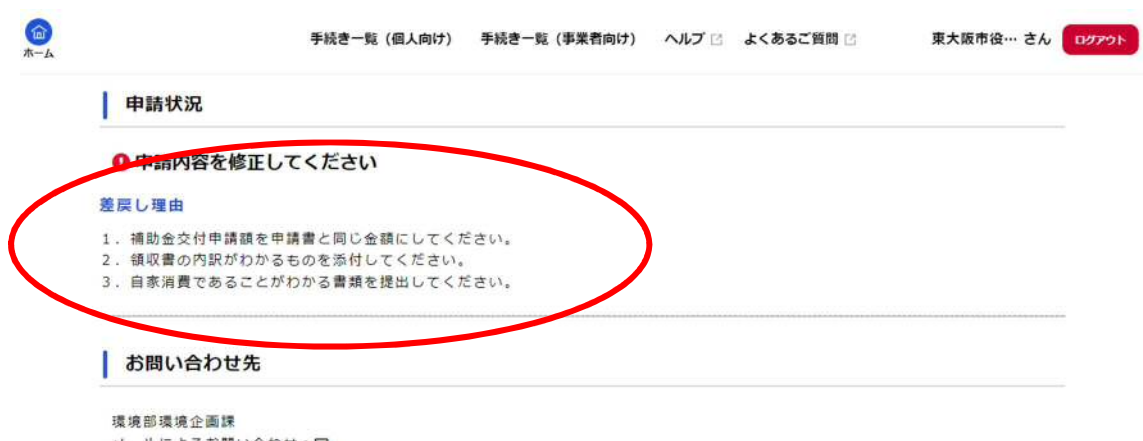 ホーム
手続き一覧（個人向け） 手続き一覧（事業者向け） ヘルプ よくあるご質問 東大阪市役… さん ログアウト
申請状況
申請内容を修正してください
差戻し理由
１．補助金交付申請額を申請書と同じ金額にしてください。
２．領収書の内訳がわかるものを添付してください。
３．自家消費であることがわかる書類を提出してください。
お問い合わせ先
環境部環境企画課